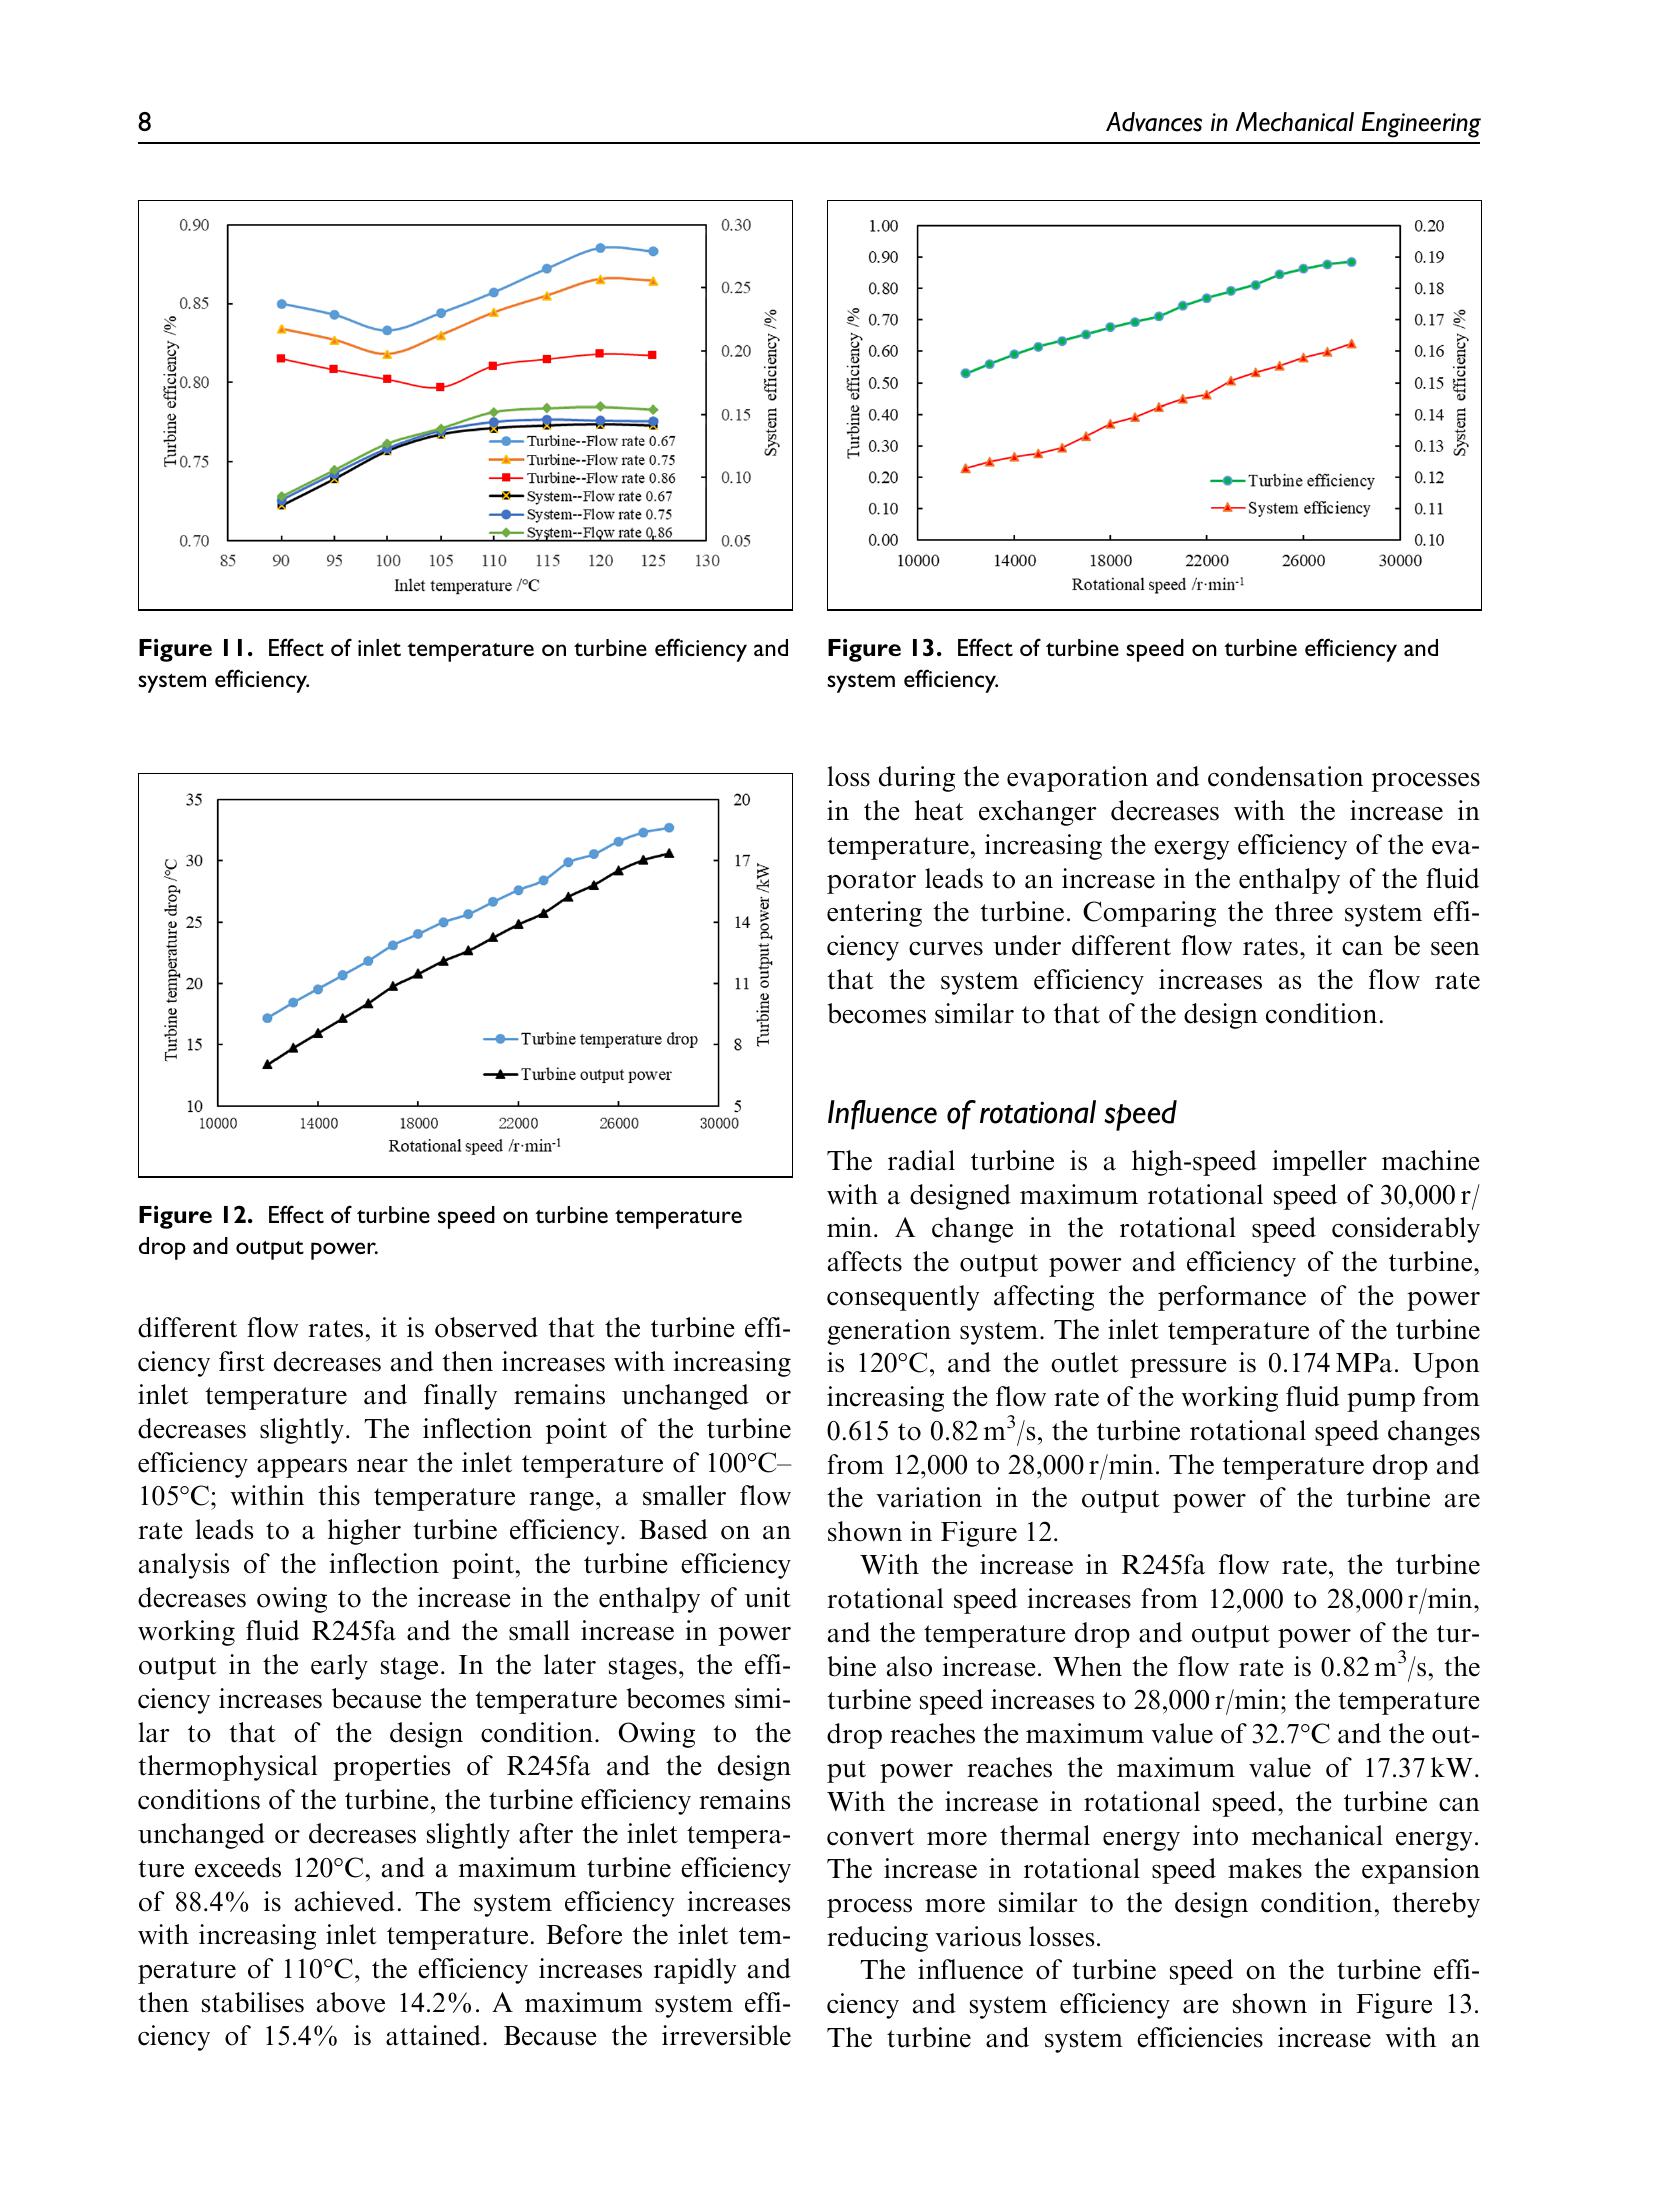 8
Advances in Mechanical Engineering
0.90
0.85
0.80
0.75
0.70
Turbine efficiency /%
0.30
0.25
0.20
0.15
0.10
0.05
System efficiency /%
Turbine--Flow rate 0.67
Turbine--Flow rate 0.75
Turbine--Flow rate 0.86
System--Flow rate 0.67
System--Flow rate 0.75
System--Flow rate 0.86
85 90 95 100 105 110 115 120 125 130
Inlet temperature /°C
Figure 11. Effect of inlet temperature on turbine efficiency and
system efficiency.
35
30
25
20
15
10
Turbine temperature drop /°C
20
17
14
11
8
5
Turbine output power /kW
Turbine temperature drop
Turbine output power
10000 14000 18000 22000 26000 30000
Rotational speed /r·min-1
Figure 12. Effect of turbine speed on turbine temperature
drop and output power.
different flow rates, it is observed that the turbine effi-
ciency first decreases and then increases with increasing
inlet temperature and finally remains unchanged or
decreases slightly. The inflection point of the turbine
efficiency appears near the inlet temperature of 100°C–
105°C; within this temperature range, a smaller flow
rate leads to a higher turbine efficiency. Based on an
analysis of the inflection point, the turbine efficiency
decreases owing to the increase in the enthalpy of unit
working fluid R245fa and the small increase in power
output in the early stage. In the later stages, the effi-
ciency increases because the temperature becomes simi-
lar to that of the design condition. Owing to the
thermophysical properties of R245fa and the design
conditions of the turbine, the turbine efficiency remains
unchanged or decreases slightly after the inlet tempera-
ture exceeds 120°C, and a maximum turbine efficiency
of 88.4% is achieved. The system efficiency increases
with increasing inlet temperature. Before the inlet tem-
perature of 110°C, the efficiency increases rapidly and
then stabilises above 14.2%. A maximum system effi-
ciency of 15.4% is attained. Because the irreversible
1.00
0.90
0.80
0.70
0.60
0.50
0.40
0.30
0.20
0.10
0.00
Turbine efficiency /%
0.20
0.19
0.18
0.17
0.16
0.15
0.14
0.13
0.12
0.11
0.10
System efficiency /%
Turbine efficiency
System efficiency
10000 14000 18000 22000 26000 30000
Rotational speed /r·min-1
Figure 13. Effect of turbine speed on turbine efficiency and
system efficiency.
loss during the evaporation and condensation processes
in the heat exchanger decreases with the increase in
temperature, increasing the exergy efficiency of the eva-
porator leads to an increase in the enthalpy of the fluid
entering the turbine. Comparing the three system effi-
ciency curves under different flow rates, it can be seen
that the system efficiency increases as the flow rate
becomes similar to that of the design condition.
Influence of rotational speed
The radial turbine is a high-speed impeller machine
with a designed maximum rotational speed of 30,000 r/
min. A change in the rotational speed considerably
affects the output power and efficiency of the turbine,
consequently affecting the performance of the power
generation system. The inlet temperature of the turbine
is 120°C, and the outlet pressure is 0.174 MPa. Upon
increasing the flow rate of the working fluid pump from
0.615 to 0.82 m³/s, the turbine rotational speed changes
from 12,000 to 28,000 r/min. The temperature drop and
the variation in the output power of the turbine are
shown in Figure 12.
With the increase in R245fa flow rate, the turbine
rotational speed increases from 12,000 to 28,000 r/min,
and the temperature drop and output power of the tur-
bine also increase. When the flow rate is 0.82 m³/s, the
turbine speed increases to 28,000 r/min; the temperature
drop reaches the maximum value of 32.7°C and the out-
put power reaches the maximum value of 17.37 kW.
With the increase in rotational speed, the turbine can
convert more thermal energy into mechanical energy.
The increase in rotational speed makes the expansion
process more similar to the design condition, thereby
reducing various losses.
The influence of turbine speed on the turbine effi-
ciency and system efficiency are shown in Figure 13.
The turbine and system efficiencies increase with an